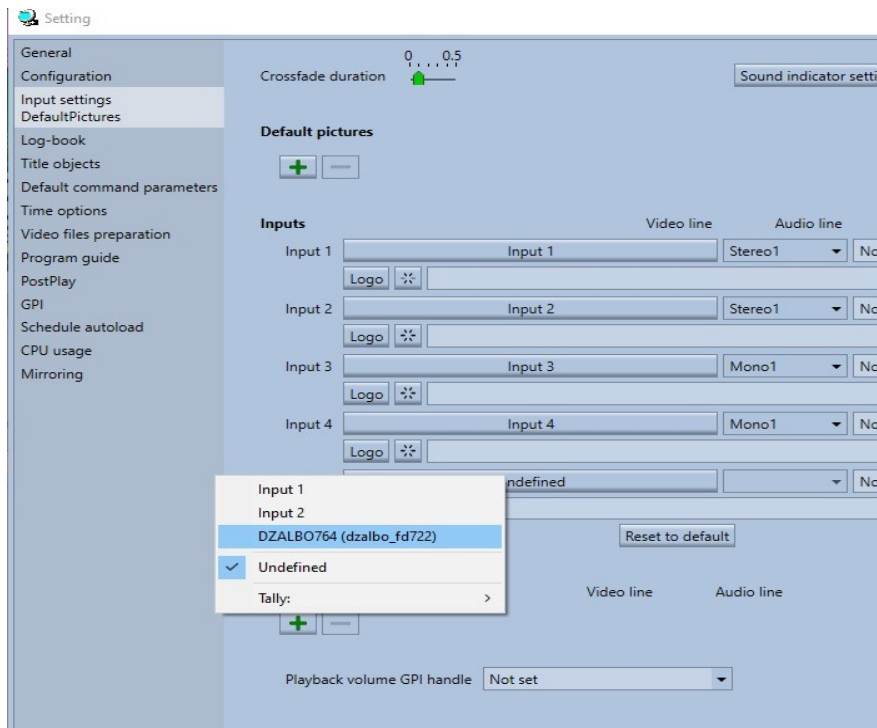 Setting
General
Configuration
Input settings
DefaultPictures
Log-book
Title objects
Default command parameters
Time options
Video files preparation
Program guide
PostPlay
GPI
Schedule autoload
CPU usage
Mirroring
0 0.5
Crossfade duration
Sound indicator setti
Default pictures
Inputs Video line Audio line
Input 1 Input 1 Stereo1 No
Logo
Input 2 Input 2 Stereo1 No
Logo
Input 3 Input 3 Mono1 No
Logo
Input 4 Input 4 Mono1 No
Logo
ndefined No
Input 1
Input 2
DZALBO764 (dzalbo_fd722)
Undefined
Tally:
Reset to default
Video line Audio line
Playback volume GPI handle Not set